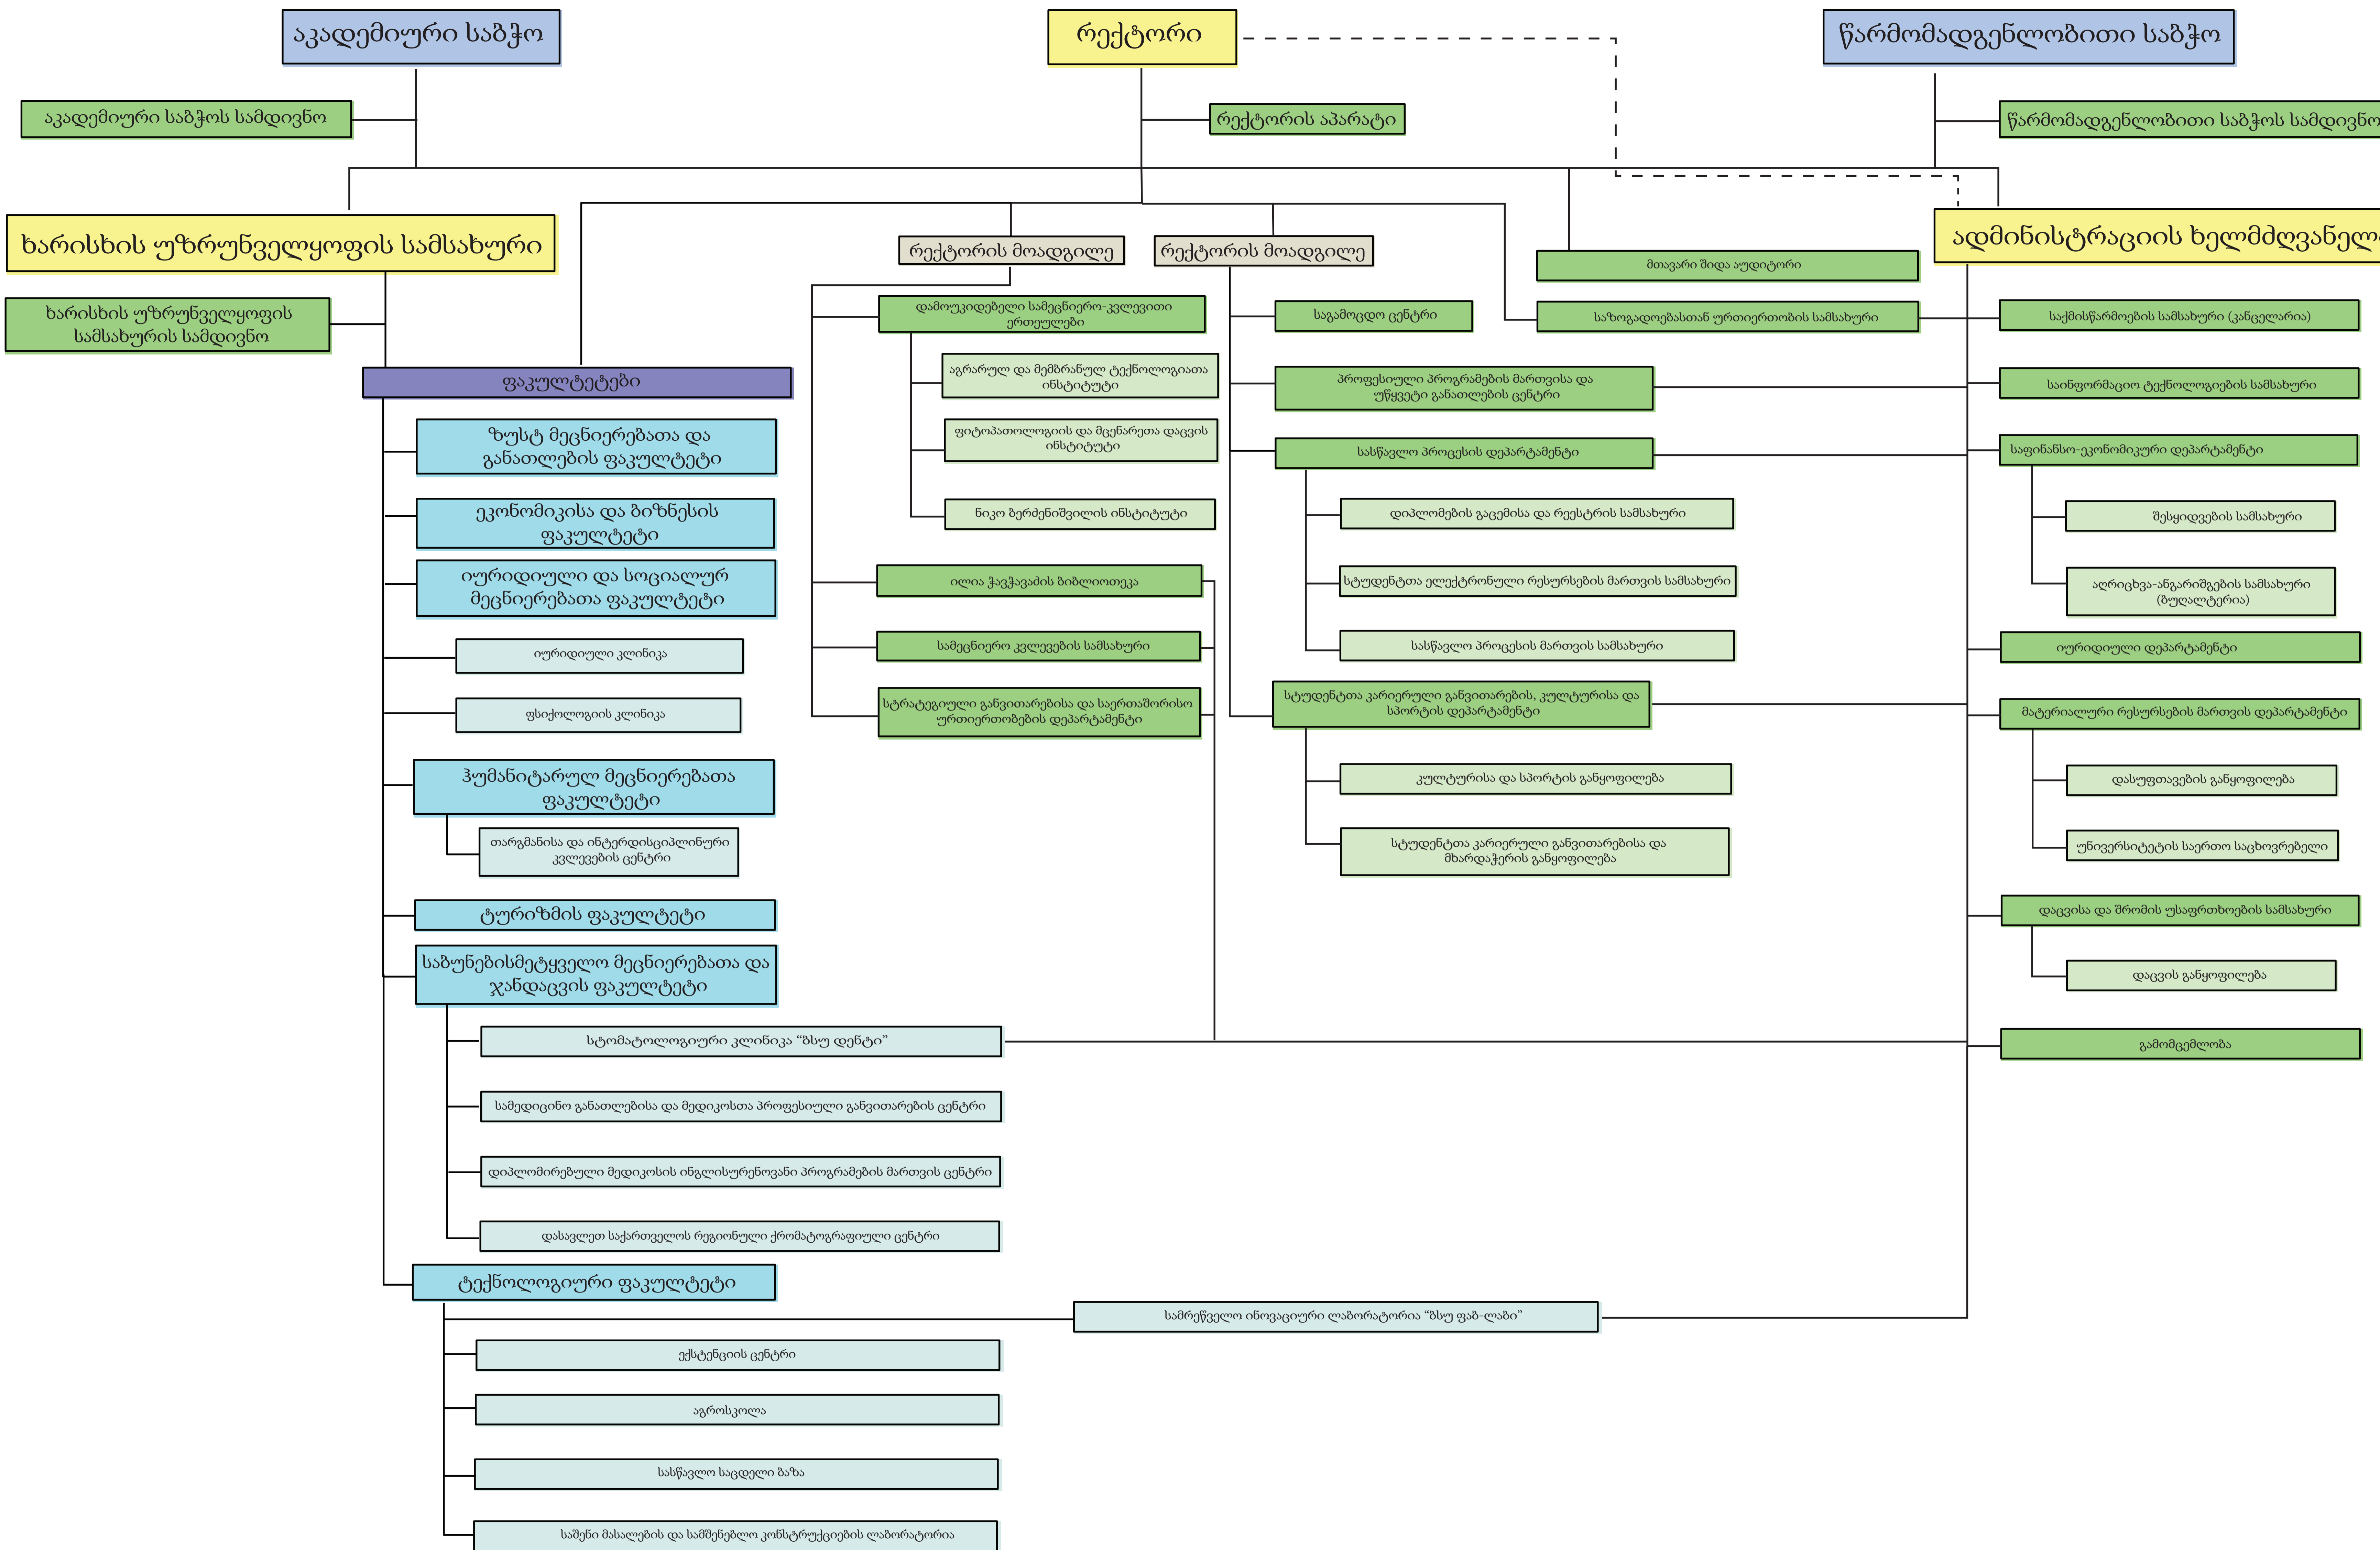 აკადემიური საბჭო
რექტორი
წარმომადგენლობითი საბჭო
აკადემიური საბჭოს სამდივნო
რექტორის აპარატი
წარმომადგენლობითი საბჭოს სამდივნო
ხარისხის უზრუნველყოფის სამსახური
რექტორის მოადგილე
რექტორის მოადგილე
ადმინისტრაციის ხელმძღვანელ
მთავარი შიდა აუდიტორი
ხარისხის უზრუნველყოფის
სამსახურის სამდივნო
ფაკულტეტები
ზუსტ მეცნიერებათა და
განათლების ფაკულტეტი
ეკონომიკისა და ბიზნესის
ფაკულტეტი
იურიდიული და სოციალურ
მეცნიერებათა ფაკულტეტი
იურიდიული კლინიკა
ფსიქოლოგიის კლინიკა
ჰუმანიტარულ მეცნიერებათა
ფაკულტეტი
თარგმანისა და ინტერდისციპლინური
კვლევების ცენტრი
ტურიზმის ფაკულტეტი
საბუნებისმეტყველო მეცნიერებათა და
ჯანდაცვის ფაკულტეტი
სტომატოლოგიური კლინიკა “ბსუ დენტი”
სამედიცინო განათლებისა და მედიკოსთა პროფესიული განვითარების ცენტრი
დიპლომირებული მედიკოსის ინგლისურენოვანი პროგრამების მართვის ცენტრი
დასავლეთ საქართველოს რეგიონული ქრომატოგრაფიული ცენტრი
ტექნოლოგიური ფაკულტეტი
სამრეწველო ინოვაციური ლაბორატორია “ბსუ ფაბ-ლაბი”
ექსტენციის ცენტრი
აგროსკოლა
სასწავლო საცდელი ბაზა
საშენი მასალების და სამშენებლო კონსტრუქციების ლაბორატორია
დამოუკიდებელი სამეცნიერო-კვლევითი
ერთეულები
აგრარულ და მემბრანულ ტექნოლოგიათა
ინსტიტუტი
ფიტოპათოლოგიის და მცენარეთა დაცვის
ინსტიტუტი
ნიკო ბერძენიშვილის ინსტიტუტი
ილია ჭავჭავაძის ბიბლიოთეკა
სამეცნიერო კვლევების სამსახური
სტრატეგიული განვითარებისა და საერთაშორისო
ურთიერთობების დეპარტამენტი
საგამოცდო ცენტრი
პროფესიული პროგრამების მართვისა და
უწყვეტი განათლების ცენტრი
სასწავლო პროცესის დეპარტამენტი
დიპლომების გაცემისა და რეესტრის სამსახური
სტუდენტთა ელექტრონული რესურსების მართვის სამსახური
სასწავლო პროცესის მართვის სამსახური
სტუდენტთა კარიერული განვითარების, კულტურისა და
სპორტის დეპარტამენტი
კულტურისა და სპორტის განყოფილება
სტუდენტთა კარიერული განვითარებისა და
მხარდაჭერის განყოფილება
საზოგადოებასთან ურთიერთობის სამსახური
საქმისწარმოების სამსახური (კანცელარია)
საინფორმაციო ტექნოლოგიების სამსახური
საფინანსო-ეკონომიკური დეპარტამენტი
შესყიდვების სამსახური
აღრიცხვა-ანგარიშგების სამსახური
(ბუღალტერია)
იურიდიული დეპარტამენტი
მატერიალური რესურსების მართვის დეპარტამენტი
დასუფთავების განყოფილება
უნივერსიტეტის საერთო საცხოვრებელი
დაცვისა და შრომის უსაფრთხოების სამსახური
დაცვის განყოფილება
გამომცემლობა